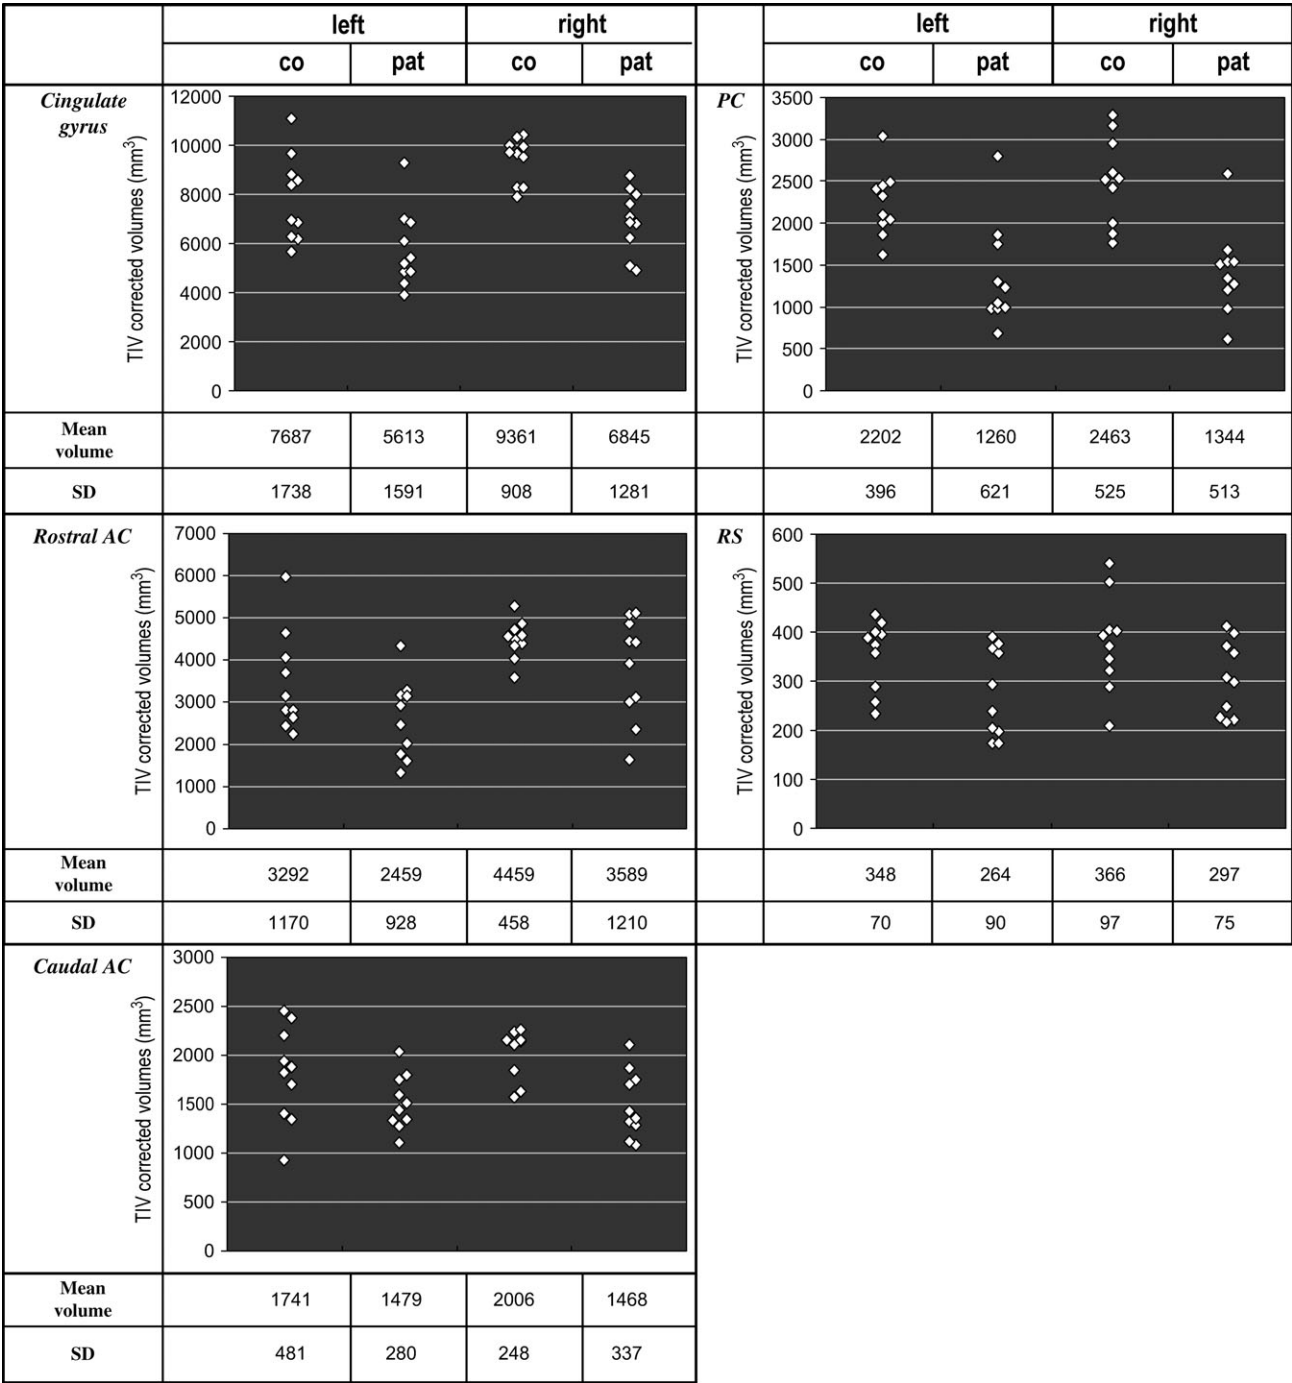 left right left right
co pat co pat co pat co pat
Cingulate
gyrus
TIV corrected volumes (mm³)
12000
10000
8000
6000
4000
2000
0
PC
TIV corrected volumes (mm³)
3500
3000
2500
2000
1500
1000
500
0
Mean
volume
7687 5613 9361 6845 2202 1260 2463 1344
SD 1738 1591 908 1281 396 621 525 513
Rostral AC
TIV corrected volumes (mm³)
7000
6000
5000
4000
3000
2000
1000
0
RS
TIV corrected volumes (mm³)
600
500
400
300
200
100
0
Mean
volume
3292 2459 4459 3589 348 264 366 297
SD 1170 928 458 1210 70 90 97 75
Caudal AC
TIV corrected volumes (mm³)
3000
2500
2000
1500
1000
500
0
Mean
volume
1741 1479 2006 1468
SD 481 280 248 337